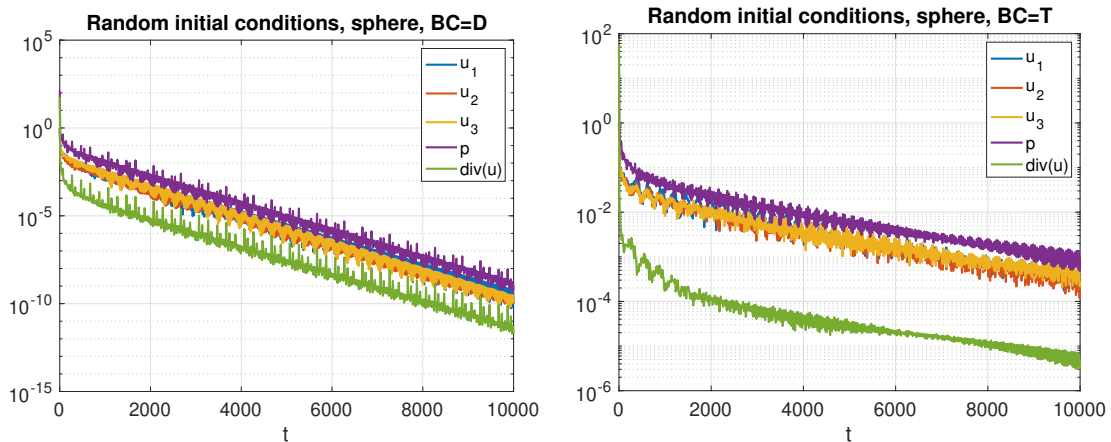 Random initial conditions, sphere, BC=D
10^5
10^0
10^-5
10^-10
10^-15
0 2000 4000 6000 8000 10000
t
u_1
u_2
u_3
p
div(u)
Random initial conditions, sphere, BC=T
10^2
10^0
10^-2
10^-4
10^-6
0 2000 4000 6000 8000 10000
t
u_1
u_2
u_3
p
div(u)